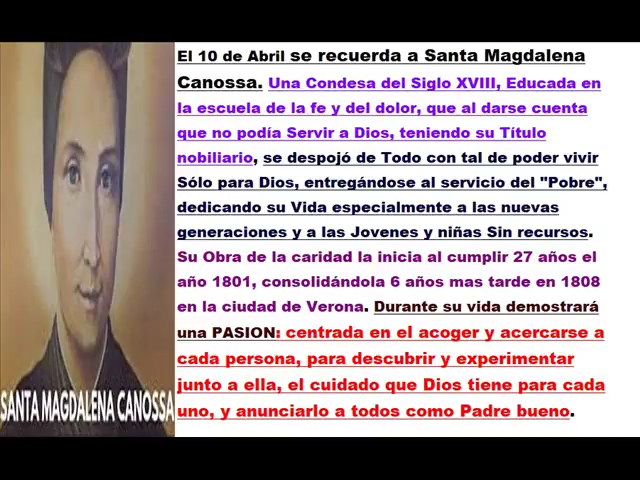 El 10 de Abril se recuerda a Santa Magdalena
Canossa. Una Condesa del Siglo XVIII, Educada en
la escuela de la fe y del dolor, que al darse cuenta
que no podía Servir a Dios, teniendo su Título
nobiliario, se despojó de Todo con tal de poder vivir
Sólo para Dios, entregándose al servicio del "Pobre",
dedicando su Vida especialmente a las nuevas
generaciones y a las Jovenes y niñas Sin recursos.
Su Obra de la caridad la inicia al cumplir 27 años el
año 1801, consolidándola 6 años mas tarde en 1808
en la ciudad de Verona. Durante su vida demostrará
una PASION: centrada en el acoger y acercarse a
cada persona, para descubrir y experimentar
junto a ella, el cuidado que Dios tiene para cada
uno, y anunciarlo a todos como Padre bueno.
SANTA MAGDALENA CANOSSA